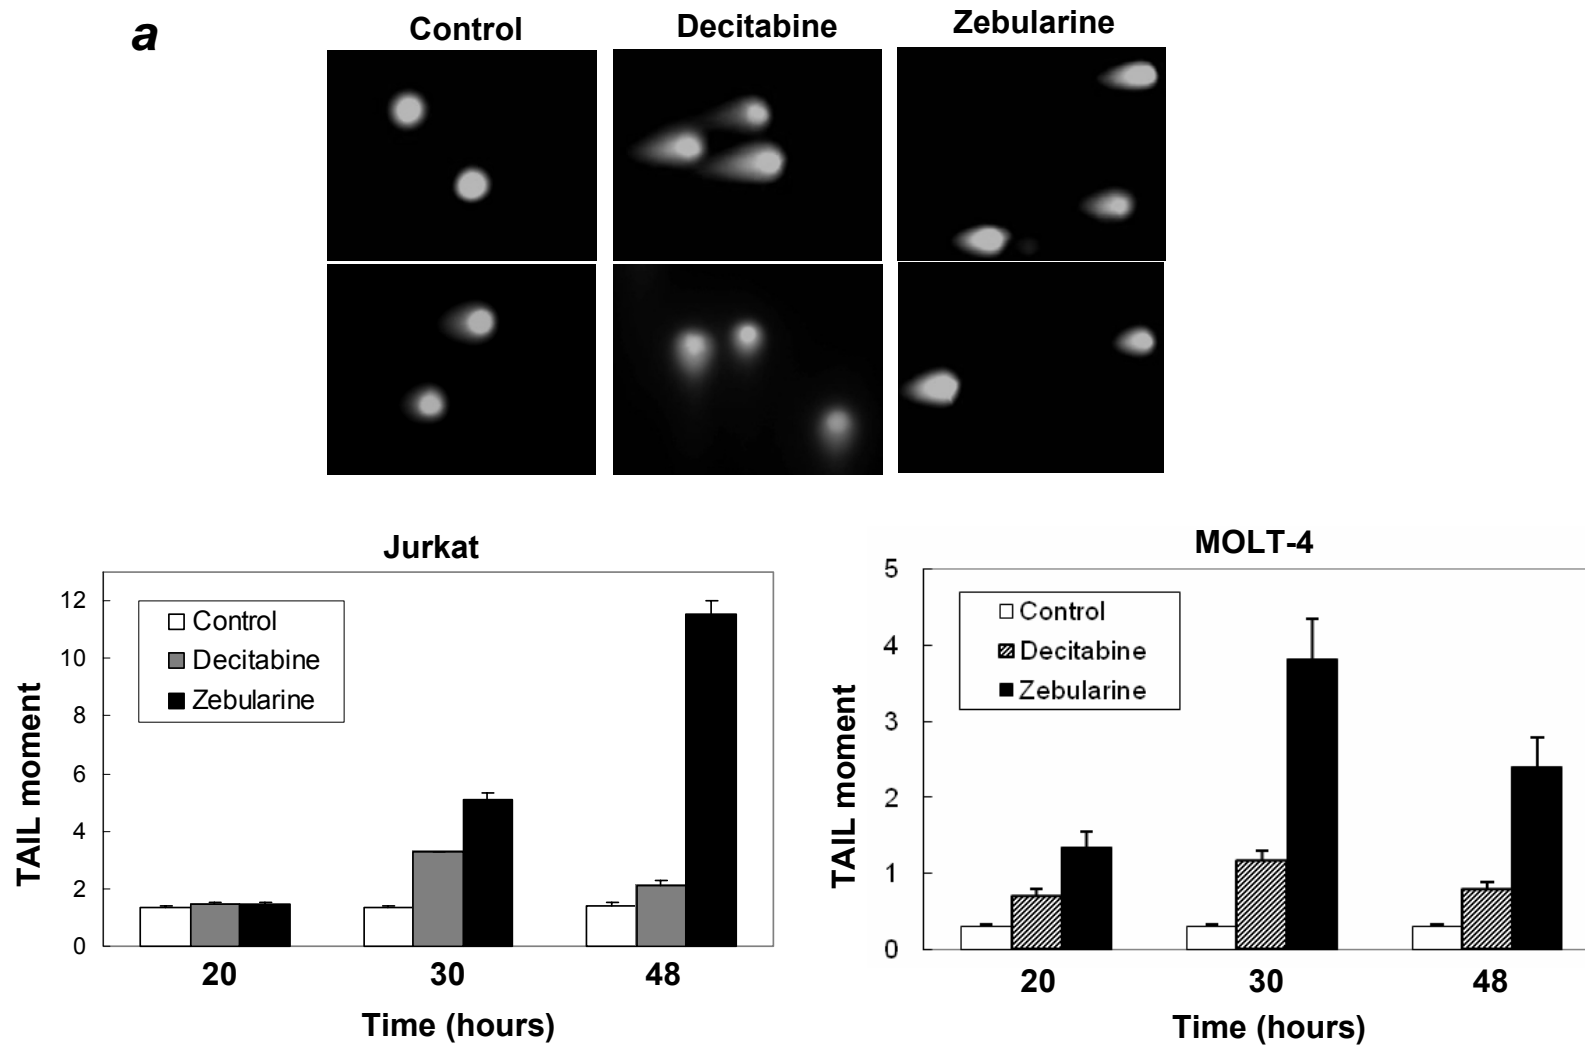 a
Control Decitabine Zebularine
Jurkat
12
10
8
6
4
2
0
Control
Decitabine
Zebularine
TAIL moment
20 30 48
Time (hours)
MOLT-4
5
4
3
2
1
0
Control
Decitabine
Zebularine
TAIL moment
20 30 48
Time (hours)